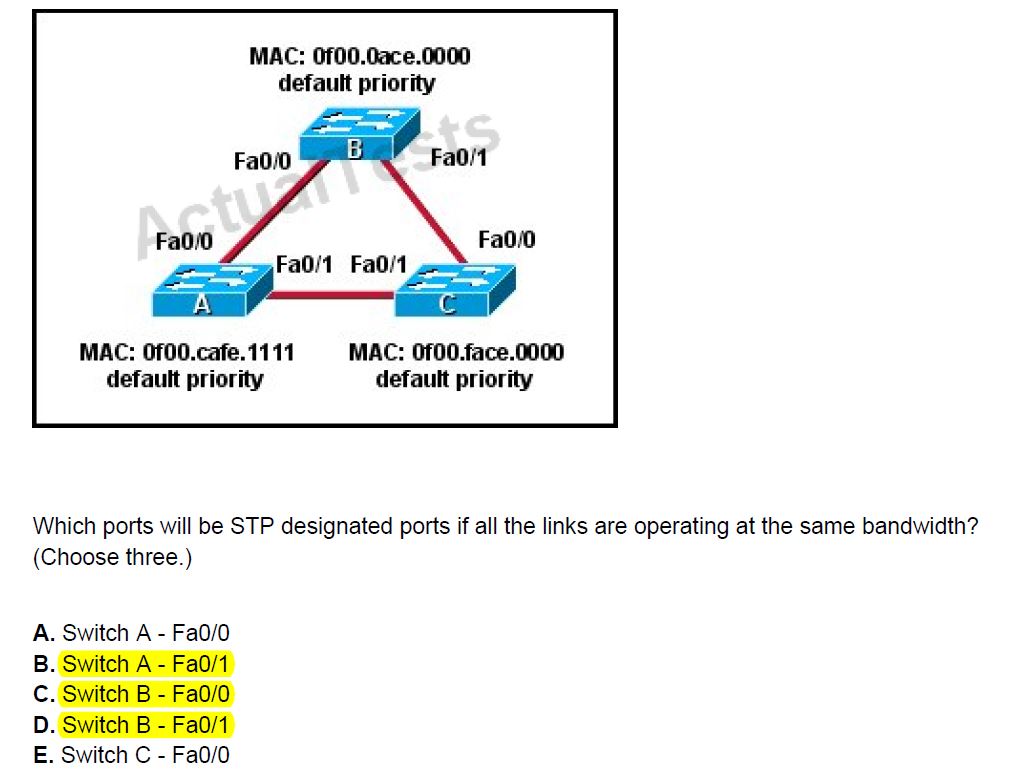 MAC: 0f00.0ace.0000
default priority
ActualTests
B
Fa0/0
Fa0/1
Fa0/0
Fa0/0
Fa0/1 Fa0/1
A
C
MAC: 0f00.cafe.1111
MAC: 0f00.face.0000
default priority
default priority
Which ports will be STP designated ports if all the links are operating at the same bandwidth?
(Choose three.)
A. Switch A - Fa0/0
B. Switch A - Fa0/1
C. Switch B - Fa0/0
D. Switch B - Fa0/1
E. Switch C - Fa0/0